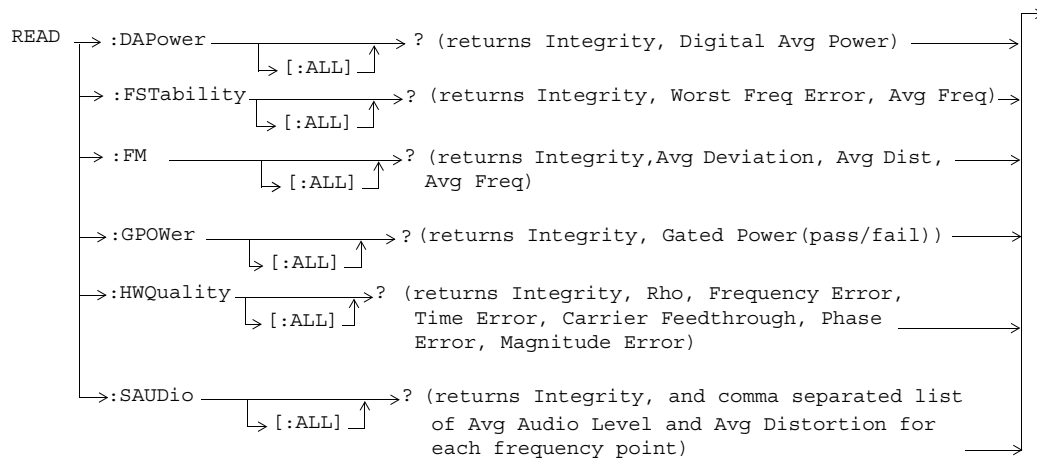 READ :DAPower ? (returns Integrity, Digital Avg Power)
[:ALL]
:FSTability ? (returns Integrity, Worst Freq Error, Avg Freq)
[:ALL]
:FM ? (returns Integrity,Avg Deviation, Avg Dist,
[:ALL] Avg Freq)
:GPOWer ? (returns Integrity, Gated Power(pass/fail))
[:ALL]
:HWQuality ? (returns Integrity, Rho, Frequency Error,
[:ALL] Time Error, Carrier Feedthrough, Phase
Error, Magnitude Error)
:SAUDio ? (returns Integrity, and comma separated list
[:ALL] of Avg Audio Level and Avg Distortion for
each frequency point)